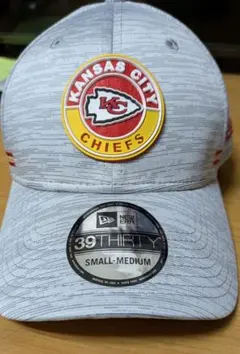 KANSAS CITY
KC
CHIEFS
NEW ERA
39THIRTY
SMALL-MEDIUM